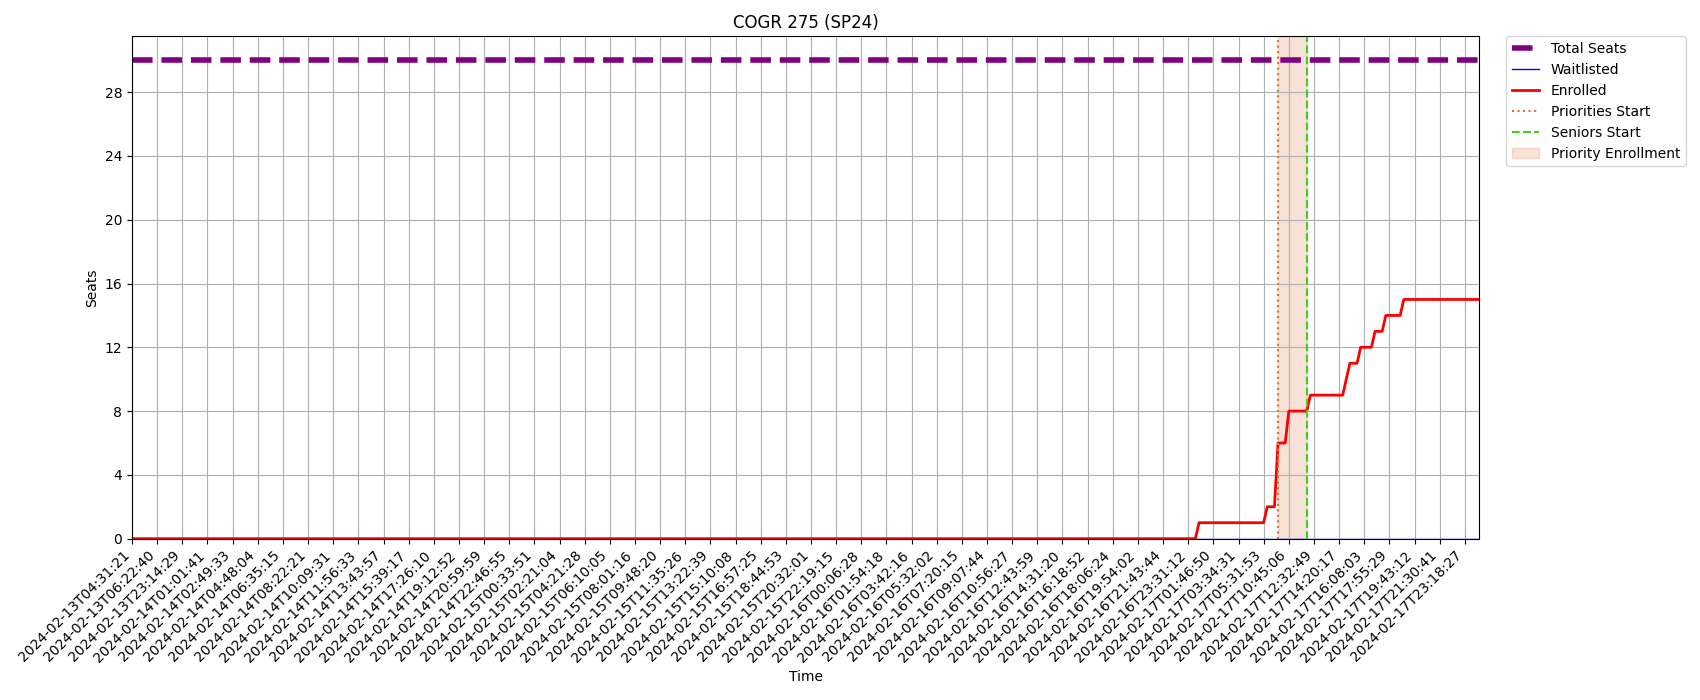 COGR 275 (SP24)
Total Seats
Waitlisted
Enrolled
Priorities Start
Seniors Start
Priority Enrollment
28
24
20
16
12
8
4
0
Seats
2024-02-13T04:31:21
2024-02-13T06:22:40
2024-02-13T23:14:29
2024-02-14T01:01:41
2024-02-14T02:49:33
2024-02-14T04:48:04
2024-02-14T06:35:15
2024-02-14T08:22:21
2024-02-14T10:09:31
2024-02-14T11:56:33
2024-02-14T13:43:57
2024-02-14T15:39:17
2024-02-14T17:26:10
2024-02-14T19:12:52
2024-02-14T20:59:59
2024-02-14T22:46:55
2024-02-15T00:33:51
2024-02-15T02:21:04
2024-02-15T04:21:28
2024-02-15T06:10:05
2024-02-15T08:01:16
2024-02-15T09:48:20
2024-02-15T11:35:26
2024-02-15T13:22:39
2024-02-15T15:10:08
2024-02-15T16:57:25
2024-02-15T18:44:53
2024-02-15T20:32:01
2024-02-15T22:19:15
2024-02-16T00:06:28
2024-02-16T01:54:18
2024-02-16T03:42:16
2024-02-16T05:32:02
2024-02-16T07:20:15
2024-02-16T09:07:44
2024-02-16T10:56:27
2024-02-16T12:43:59
2024-02-16T14:31:20
2024-02-16T16:18:52
2024-02-16T18:06:24
2024-02-16T19:54:02
2024-02-16T21:43:44
2024-02-16T23:31:12
2024-02-17T01:46:50
2024-02-17T03:34:31
2024-02-17T05:31:53
2024-02-17T10:45:06
2024-02-17T12:32:49
2024-02-17T14:20:17
2024-02-17T16:08:03
2024-02-17T17:55:29
2024-02-17T19:43:12
2024-02-17T21:30:41
2024-02-17T23:18:27
Time